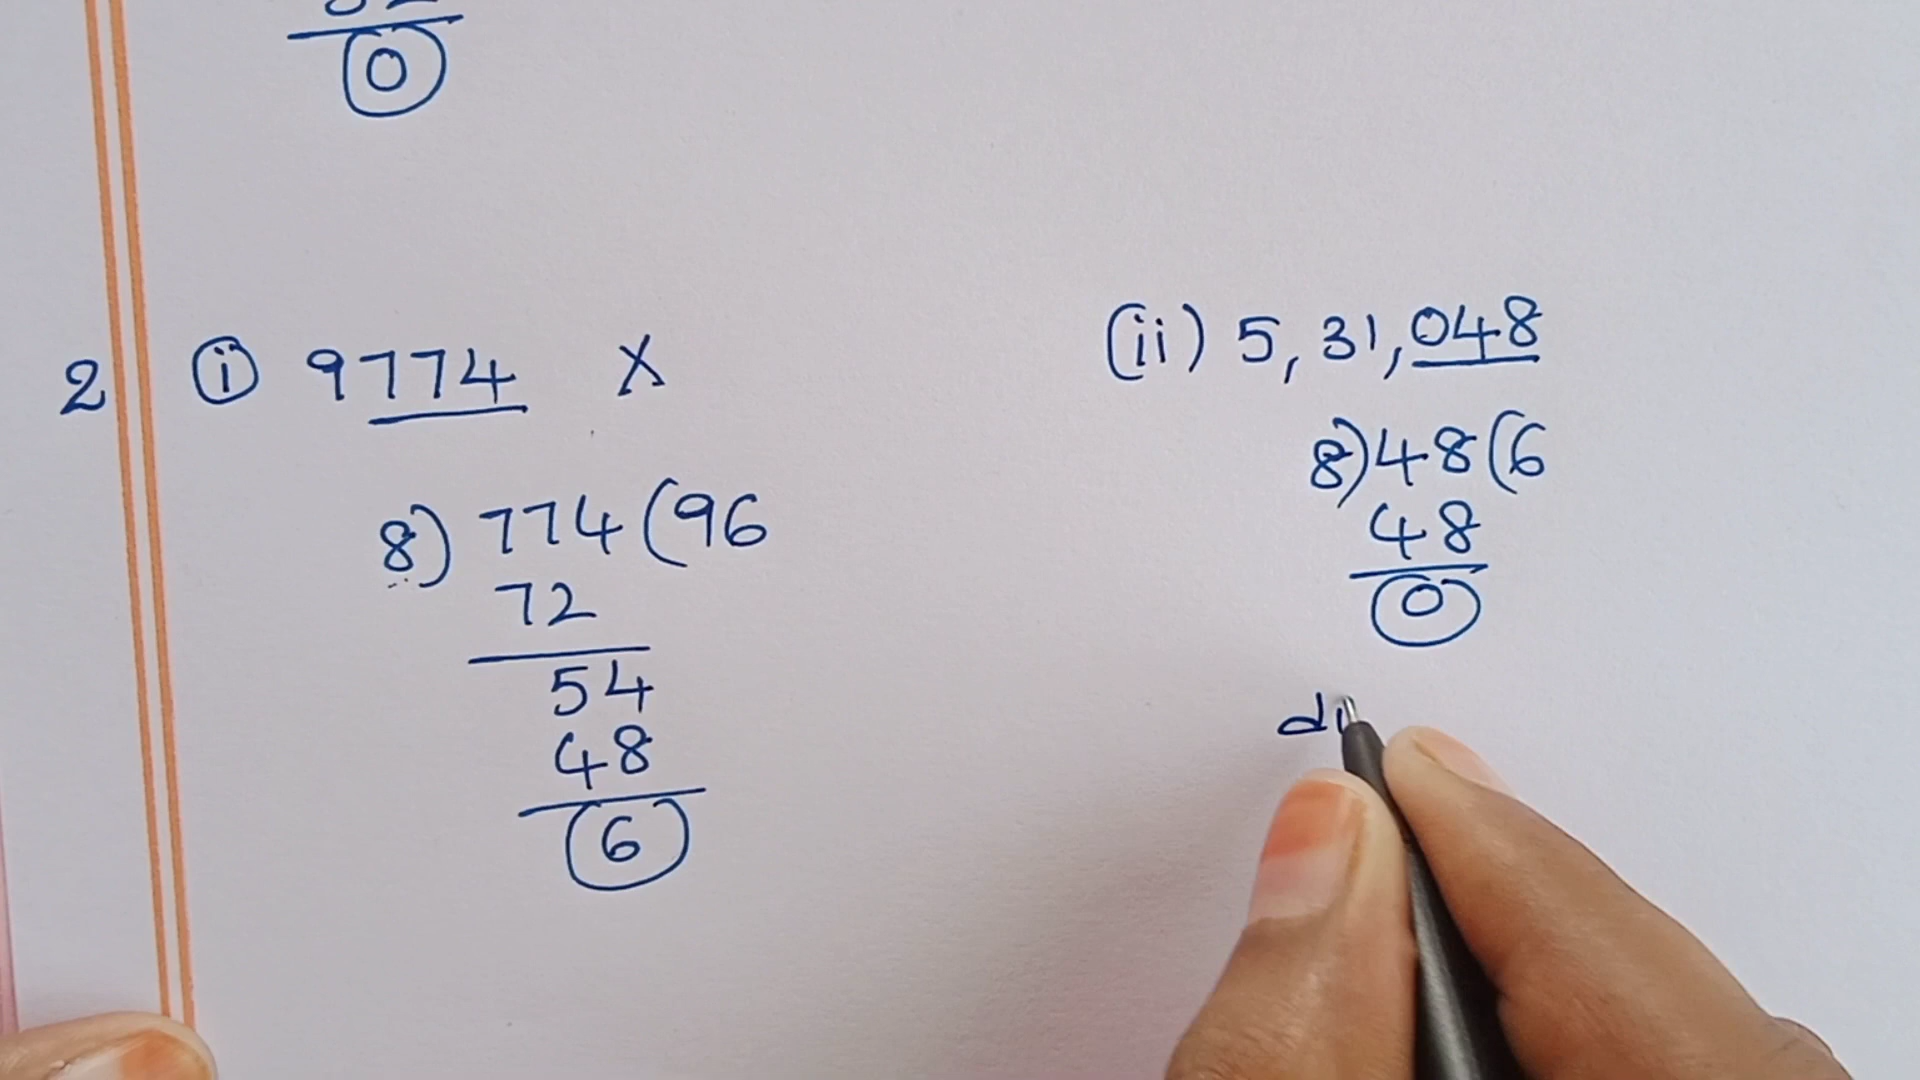 0
2 (i) 9774 X
8) 774 (96
72
54
48
6
(ii) 5,31,048
8) 48 (6
48
0
di